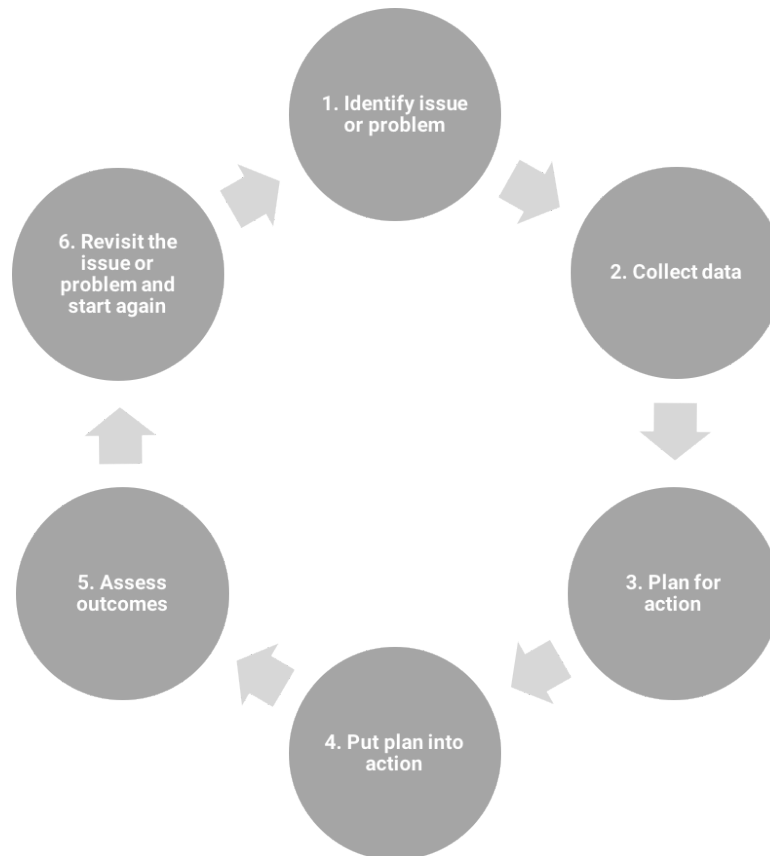 1. Identify issue
or problem
2. Collect data
3. Plan for
action
4. Put plan into
action
5. Assess
outcomes
6. Revisit the
issue or
problem and
start again